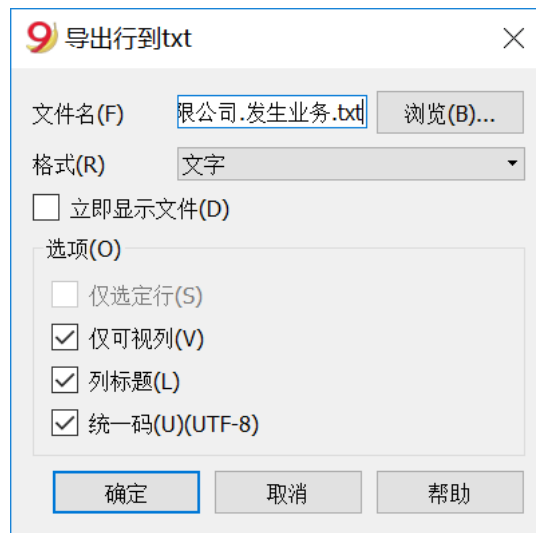 9 导出行到txt
文件名(F) 限公司.发生业务.txt 浏览(B)...
格式(R) 文字
立即显示文件(D)
选项(O)
仅选定行(S)
仅可视列(V)
列标题(L)
统一码(U)(UTF-8)
确定 取消 帮助